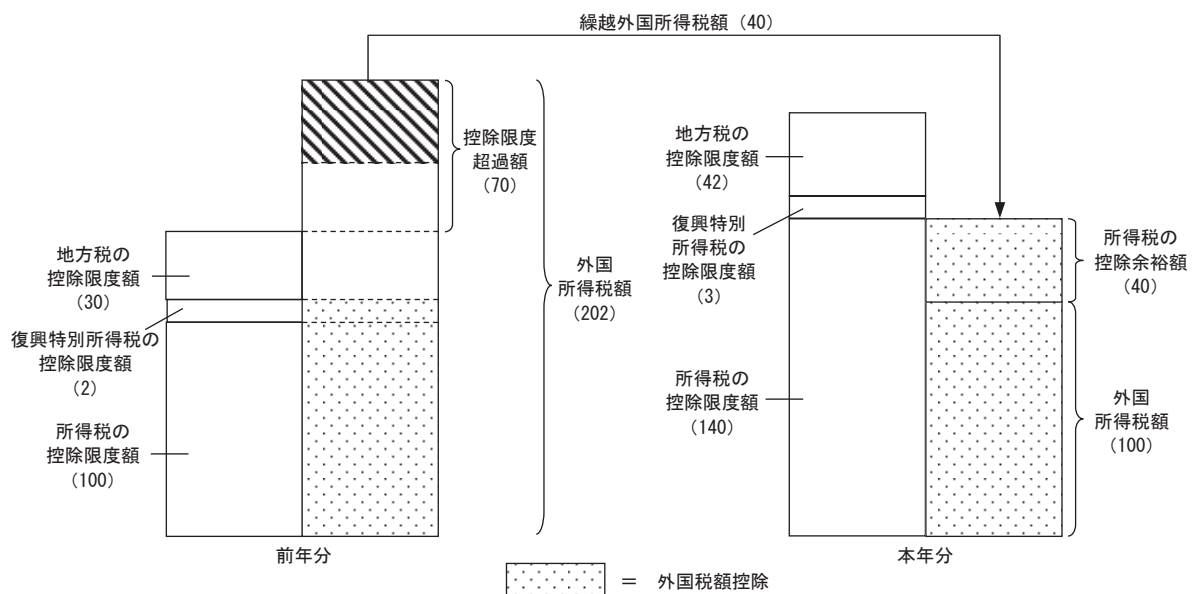 繰越外国所得税額（40）
控除限度
超過額
（70）
地方税の
控除限度額
（30）
復興特別所得税の
控除限度額
（2）
所得税の
控除限度額
（100）
外国
所得税額
（202）
前年分
地方税の
控除限度額
（42）
復興特別
所得税の
控除限度額
（3）
所得税の
控除限度額
（140）
所得税の
控除余裕額
（40）
外国
所得税額
（100）
本年分
＝ 外国税額控除